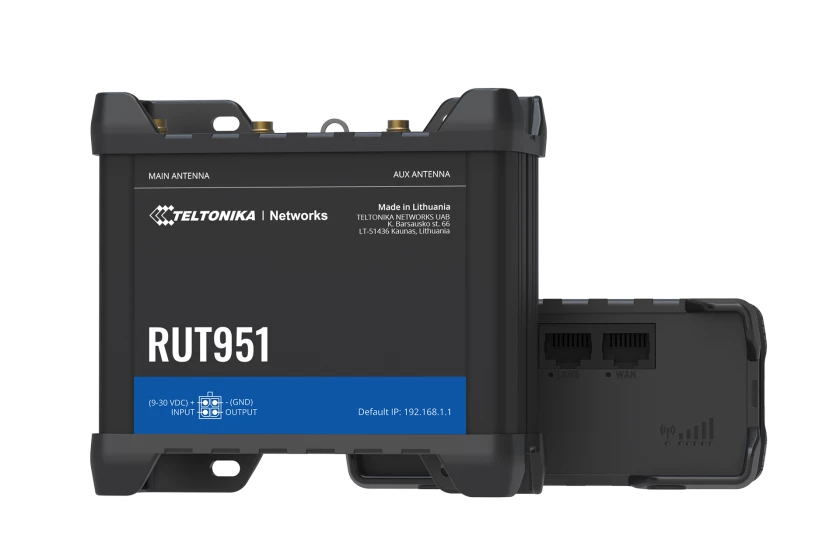 MAIN ANTENNA
AUX ANTENNA
TELTONIKA | Networks
Made in Lithuania
TELTONIKA NETWORKS UAB
K. Barsausko st. 66
LT-51436 Kaunas, Lithuania
RUT951
(9-30 VDC) + - (GND)
INPUT OUTPUT
Default IP: 192.168.1.1
WAN